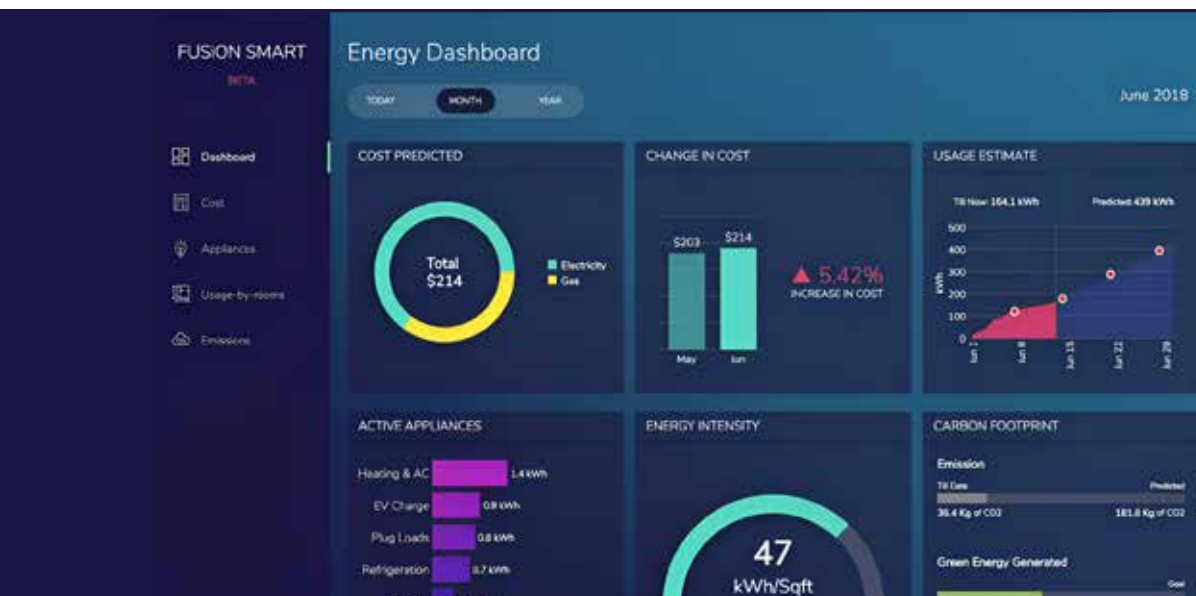 FUSION SMART
BETA
Dashboard
Cost
Appliances
Usage-by-rooms
Emissions
Energy Dashboard
TODAY MONTH YEAR
June 2018
COST PREDICTED
Total
$214
Electricity
Gas
CHANGE IN COST
$203 $214
May Jun
▲ 5.42%
INCREASE IN COST
USAGE ESTIMATE
Till Now: 164.1 kWh Predicted: 439 kWh
kWh
500
400
300
200
100
0
Jun 1 Jun 8 Jun 15 Jun 22 Jun 29
ACTIVE APPLIANCES
Heating & AC 1.4 kWh
EV Charge 0.9 kWh
Plug Loads 0.8 kWh
Refrigeration 0.7 kWh
ENERGY INTENSITY
47
kWh/Sqft
CARBON FOOTPRINT
Emission
Till Date Predicted
36.4 Kg of CO2 181.8 Kg of CO2
Green Energy Generated
Goal